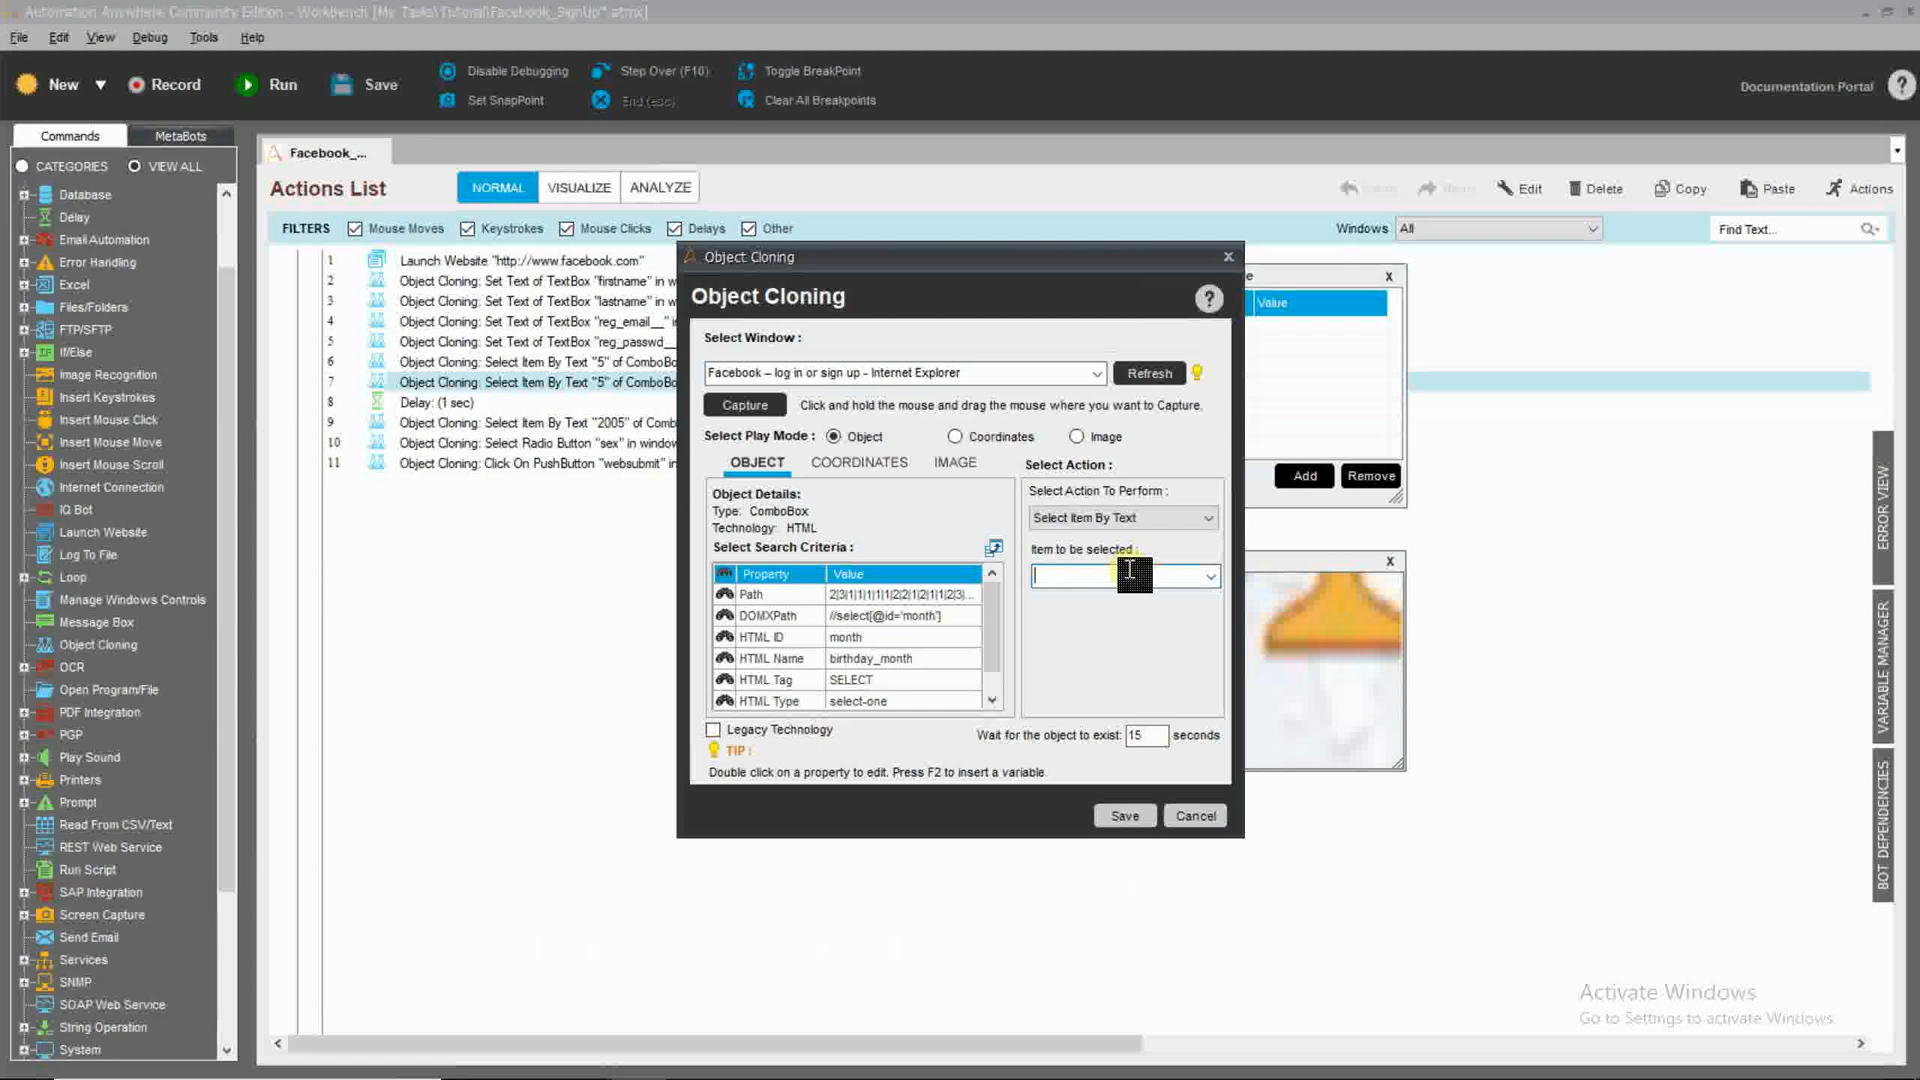 Automation Anywhere Community Edition - Workbench [My Tasks\Tutorial\Facebook_SignUp* atmx]
File Edit View Debug Tools Help
New Record Run Save
Disable Debugging Step Over (F10) Toggle BreakPoint
Set SnapPoint End (esc) Clear All Breakpoints
Documentation Portal ?
Commands MetaBots
CATEGORIES VIEW ALL
Database
Delay
Email Automation
Error Handling
Excel
Files/Folders
FTP/SFTP
If/Else
Image Recognition
Insert Keystrokes
Insert Mouse Click
Insert Mouse Move
Insert Mouse Scroll
Internet Connection
IQ Bot
Launch Website
Log To File
Loop
Manage Windows Controls
Message Box
Object Cloning
OCR
Open Program/File
PDF Integration
PGP
Play Sound
Printers
Prompt
Read From CSV/Text
REST Web Service
Run Script
SAP Integration
Screen Capture
Send Email
Services
SNMP
SOAP Web Service
String Operation
System
Facebook_...
Actions List NORMAL VISUALIZE ANALYZE
Edit Delete Copy Paste Actions
FILTERS Mouse Moves Keystrokes Mouse Clicks Delays Other Windows All Find Text...
1 Launch Website "http://www.facebook.com"
2 Object Cloning: Set Text of TextBox "firstname" in w
3 Object Cloning: Set Text of TextBox "lastname" in w
4 Object Cloning: Set Text of TextBox "reg_email__" i
5 Object Cloning: Set Text of TextBox "reg_passwd__
6 Object Cloning: Select Item By Text "5" of ComboBo
7 Object Cloning: Select Item By Text "5" of ComboBo
8 Delay: (1 sec)
9 Object Cloning: Select Item By Text "2005" of Comb
10 Object Cloning: Select Radio Button "sex" in window
11 Object Cloning: Click On PushButton "websubmit" in
Object Cloning x
Object Cloning ?
Select Window :
Facebook – log in or sign up - Internet Explorer Refresh
Capture Click and hold the mouse and drag the mouse where you want to Capture.
Select Play Mode : Object Coordinates Image
OBJECT COORDINATES IMAGE
Object Details:
Type: ComboBox
Technology: HTML
Select Search Criteria :
Property Value
Path 2|3|1|1|1|1|1|2|2|1|2|1|1|2|3|...
DOMXPath //select[@id='month']
HTML ID month
HTML Name birthday_month
HTML Tag SELECT
HTML Type select-one
Select Action :
Select Action To Perform :
Select Item By Text
Item to be selected :
Legacy Technology
Wait for the object to exist: 15 seconds
TIP :
Double click on a property to edit. Press F2 to insert a variable.
Save Cancel
e X
Value
Add Remove
X
ERROR VIEW
VARIABLE MANAGER
BOT DEPENDENCIES
Activate Windows
Go to Settings to activate Windows.